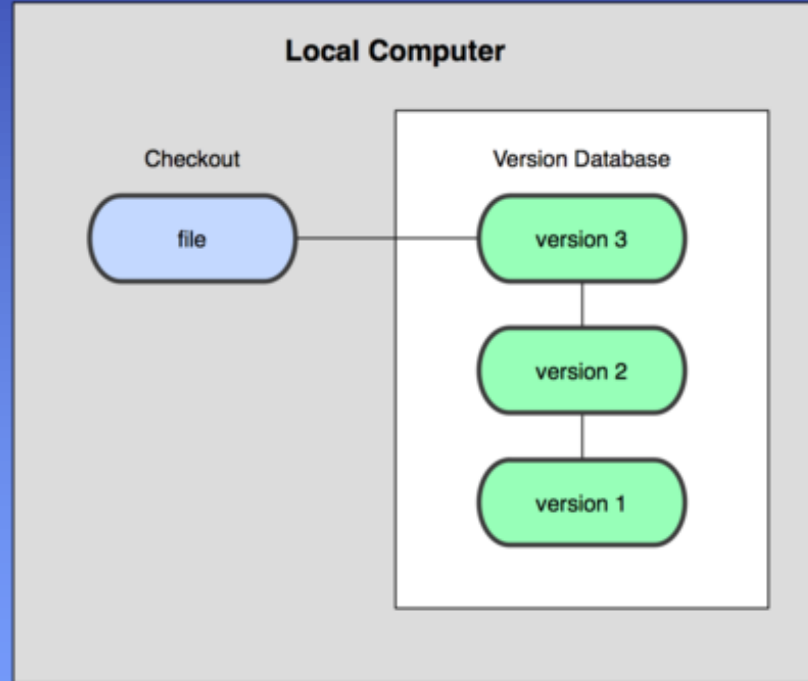 Local Computer
Checkout
Version Database
file
version 3
version 2
version 1